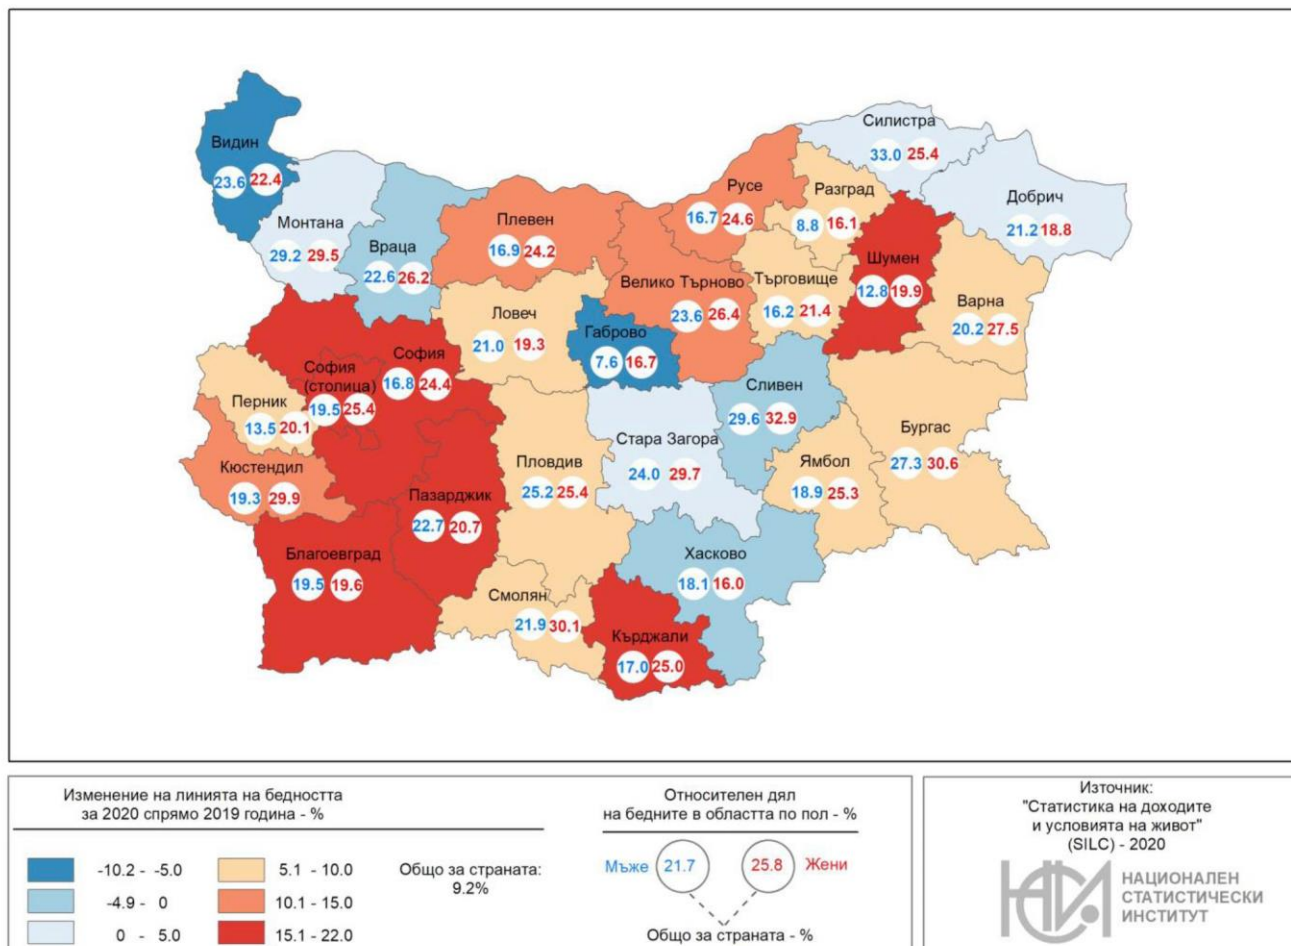 Видин
23.6 22.4
Монтана
29.2 29.5
Враца
22.6 26.2
Плевен
16.9 24.2
Ловеч
21.0 19.3
Велико Търново
23.6 26.4
Габрово
7.6 16.7
Русе
16.7 24.6
Разград
8.8 16.1
Силистра
33.0 25.4
Добрич
21.2 18.8
Шумен
12.8 19.9
Търговище
16.2 21.4
Варна
20.2 27.5
София
16.8 24.4
София
(столица)
19.5 25.4
Перник
13.5 20.1
Кюстендил
19.3 29.9
Благоевград
19.5 19.6
Пазарджик
22.7 20.7
Пловдив
25.2 25.4
Смолян
21.9 30.1
Стара Загора
24.0 29.7
Сливен
29.6 32.9
Ямбол
18.9 25.3
Бургас
27.3 30.6
Хасково
18.1 16.0
Кърджали
17.0 25.0
Изменение на линията на бедността
за 2020 спрямо 2019 година - %
-10.2 - -5.0
-4.9 - 0
0 - 5.0
5.1 - 10.0
10.1 - 15.0
15.1 - 22.0
Общо за страната:
9.2%
Относителен дял
на бедните в областта по пол - %
Мъже 21.7 25.8 Жени
Общо за страната - %
Източник:
"Статистика на доходите
и условията на живот"
(SILC) - 2020
НСИ
НАЦИОНАЛЕН
СТАТИСТИЧЕСКИ
ИНСТИТУТ